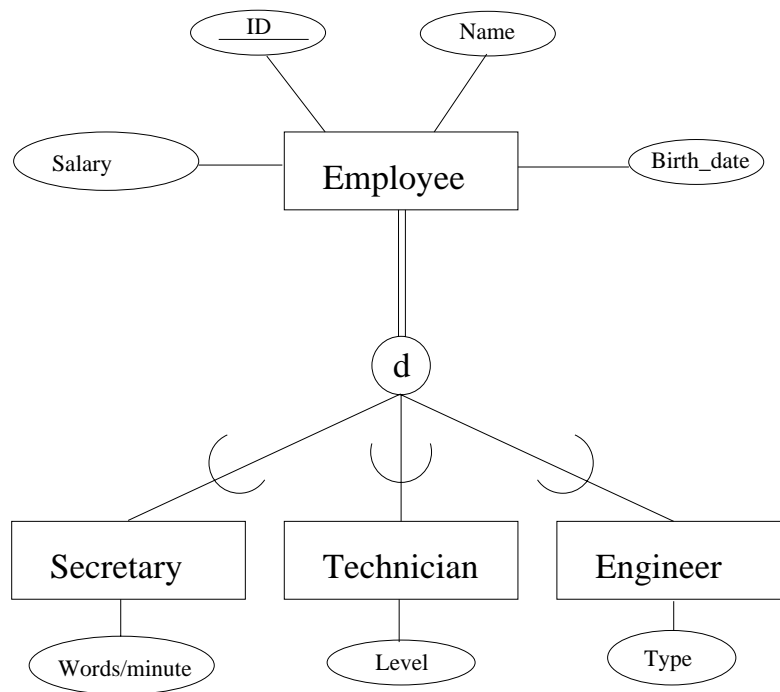 ID
Name
Salary
Employee
Birth_date
d
Secretary
Technician
Engineer
Words/minute
Level
Type